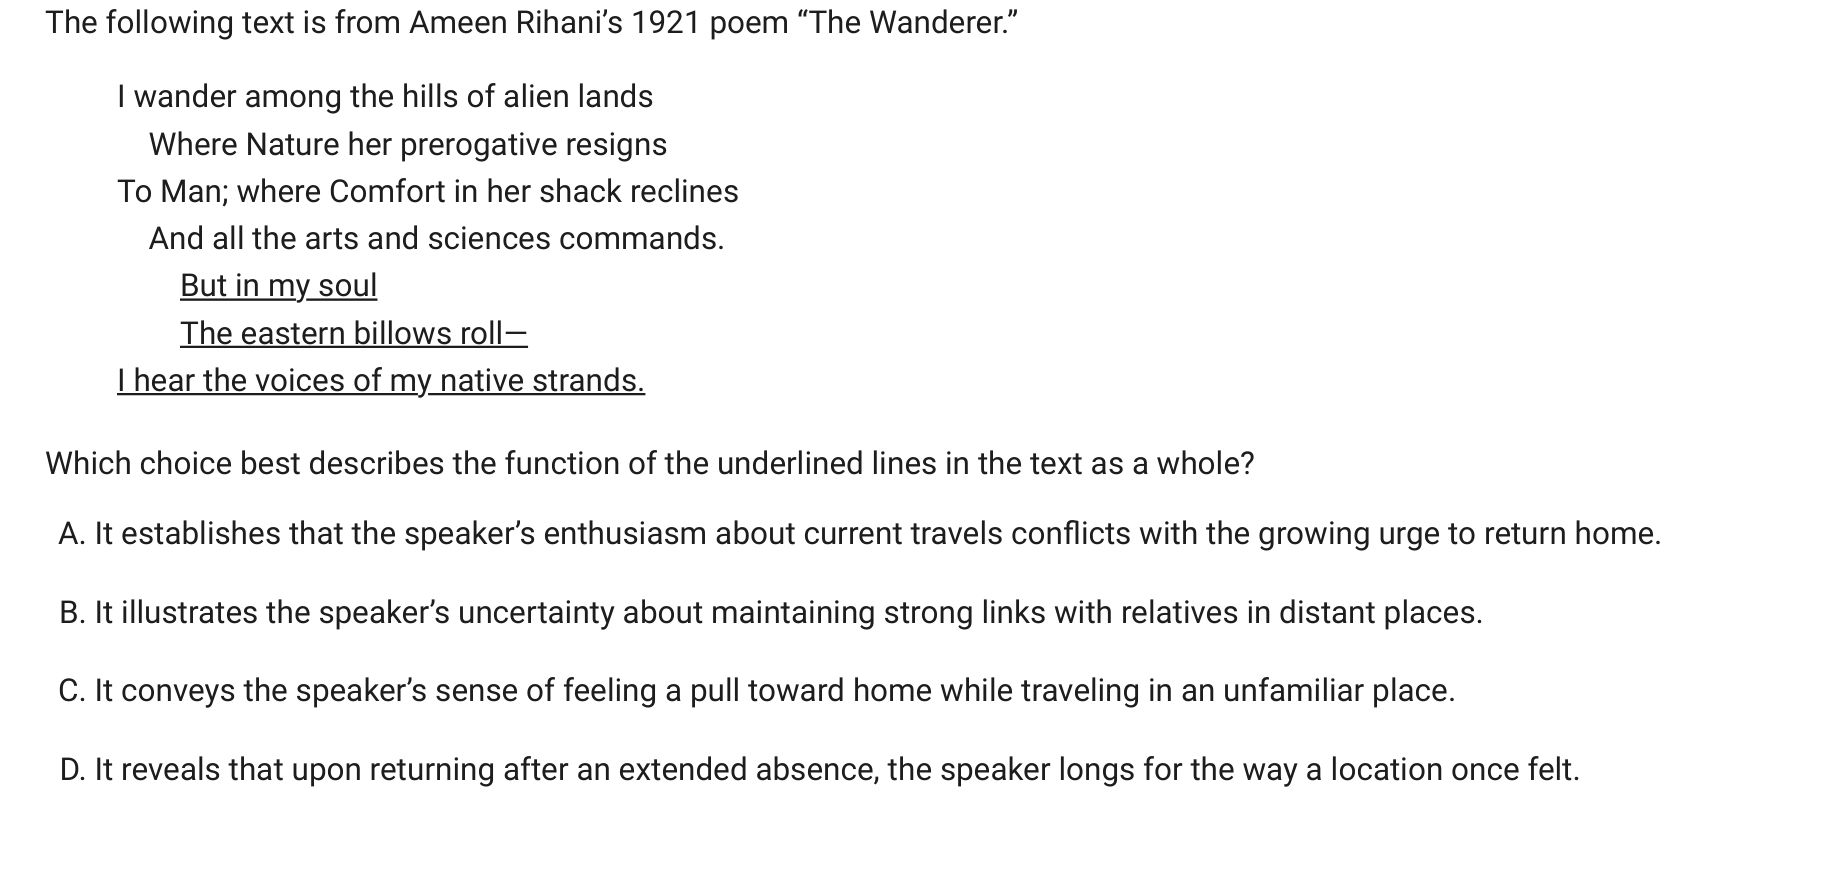 The following text is from Ameen Rihani’s 1921 poem “The Wanderer.”
I wander among the hills of alien lands
Where Nature her prerogative resigns
To Man; where Comfort in her shack reclines
And all the arts and sciences commands.
But in my soul
The eastern billows roll—
I hear the voices of my native strands.
Which choice best describes the function of the underlined lines in the text as a whole?
A. It establishes that the speaker’s enthusiasm about current travels conflicts with the growing urge to return home.
B. It illustrates the speaker’s uncertainty about maintaining strong links with relatives in distant places.
C. It conveys the speaker’s sense of feeling a pull toward home while traveling in an unfamiliar place.
D. It reveals that upon returning after an extended absence, the speaker longs for the way a location once felt.